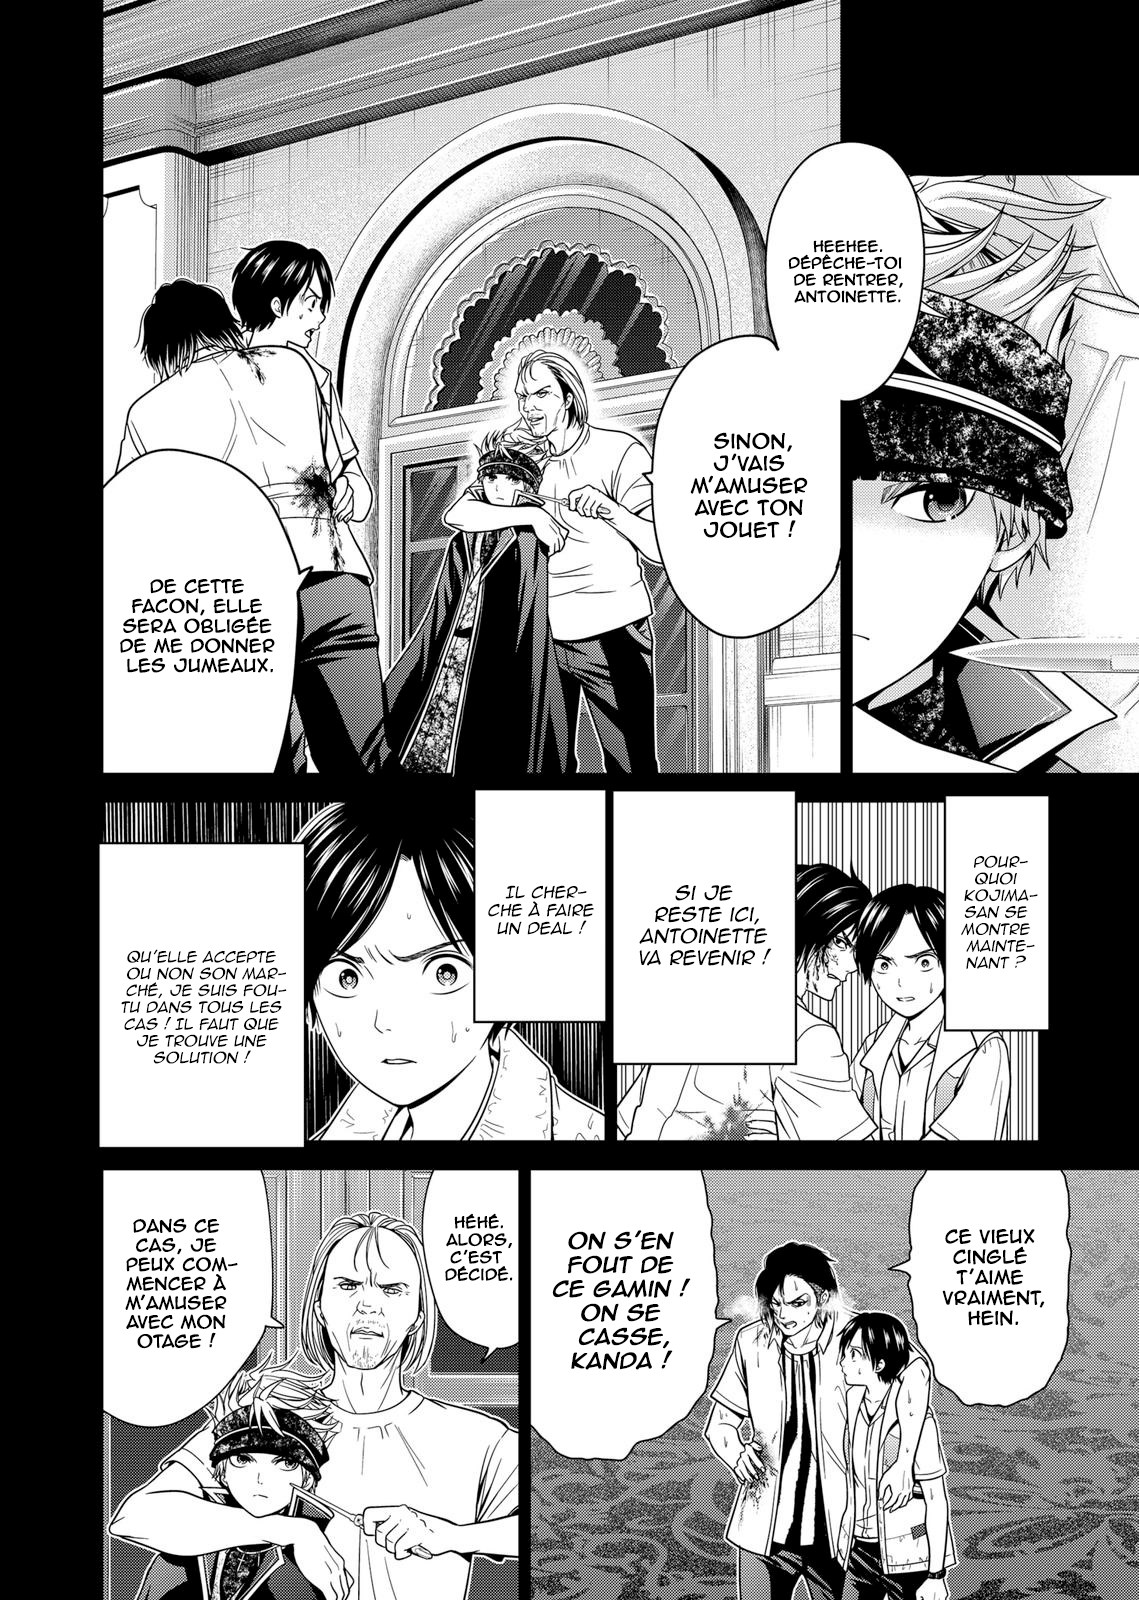 HEEHEE.
DÉPÊCHE-TOI
DE RENTRER,
ANTOINETTE.
SINON,
J'VAIS
M'AMUSER
AVEC TON
JOUET !
DE CETTE
FACON, ELLE
SERA OBLIGÉE
DE ME DONNER
LES JUMEAUX.
POUR-
QUOI
KOJIMA-
SAN SE
MONTRE
MAINTE-
NANT ?
SI JE
RESTE ICI,
ANTOINETTE
VA REVENIR !
IL CHER-
CHE À FAIRE
UN DEAL !
QU'ELLE ACCEPTE
OU NON SON MAR-
CHÉ, JE SUIS FOU-
TU DANS TOUS LES
CAS ! IL FAUT QUE
JE TROUVE UNE
SOLUTION !
CE VIEUX
CINGLÉ
T'AIME
VRAIMENT,
HEIN.
ON S'EN
FOUT DE
CE GAMIN !
ON SE
CASSE,
KANDA !
HÉHÉ.
ALORS,
C'EST
DÉCIDÉ.
DANS CE
CAS, JE
PEUX COM-
MENCER À
M'AMUSER
AVEC MON
OTAGE !